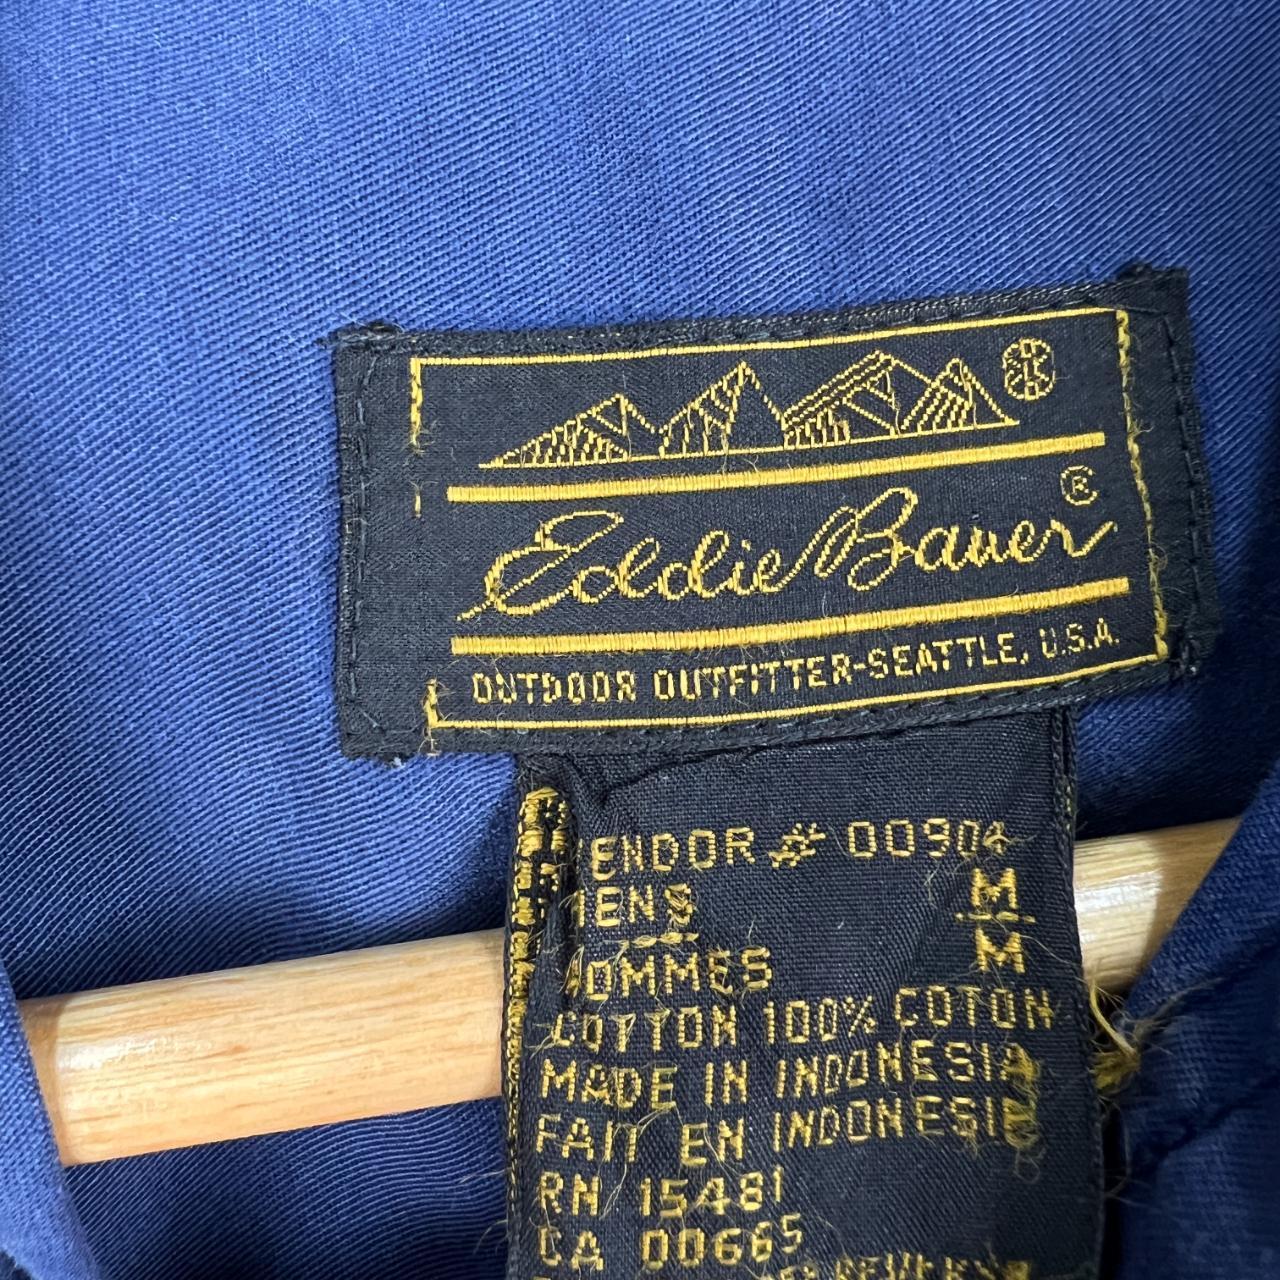 ®
Eddie Bauer
OUTDOOR OUTFITTER-SEATTLE, U.S.A.
ENDOR # 00904
MENS M
HOMMES M
COTTON 100% COTON
MADE IN INDONESIA
FAIT EN INDONESIE
RN 15481
CA 00665